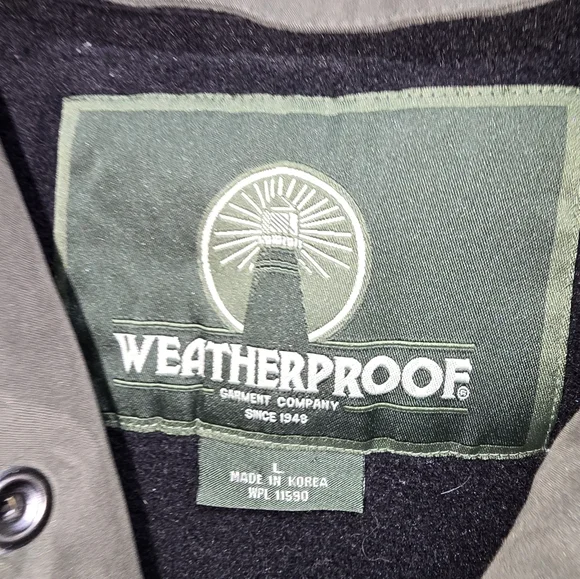 WEATHERPROOF®
GARMENT COMPANY
SINCE 1948
L
MADE IN KOREA
WPL 11590